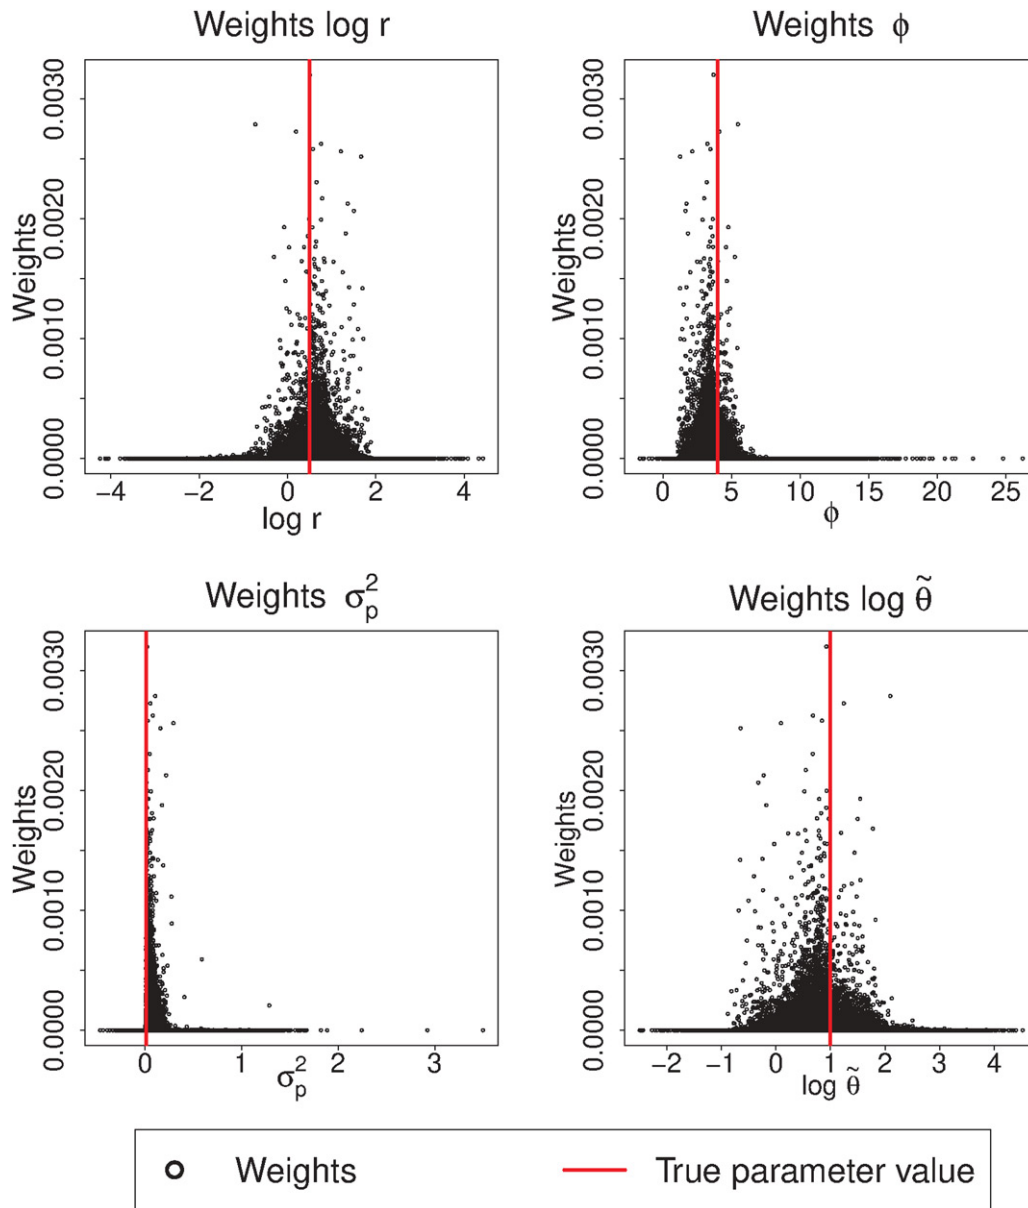 Weights log r
Weights ϕ
Weights
0.0000 0.0010 0.0020 0.0030
−4 −2 0 2 4
log r
Weights
0.0000 0.0010 0.0020 0.0030
0 5 10 15 20 25
ϕ
Weights σ²ₚ
Weights log θ̃
Weights
0.0000 0.0010 0.0020 0.0030
0 1 2 3
σ²ₚ
Weights
0.0000 0.0010 0.0020 0.0030
−2 −1 0 1 2 3 4
log θ̃
Weights
True parameter value